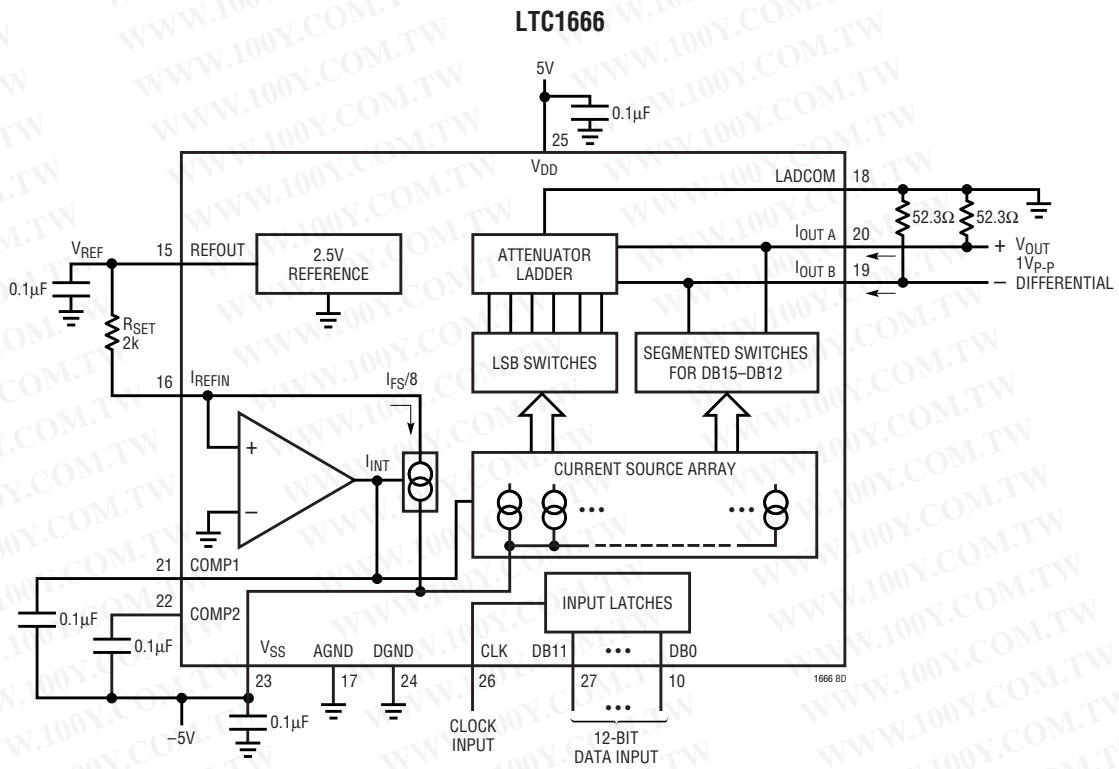 LTC1666
5V
0.1µF
25
VDD
LADCOM
18
52.3Ω
52.3Ω
VREF
15
REFOUT
2.5V
REFERENCE
ATTENUATOR
LADDER
IOUT A
20
+
VOUT
1VP-P
DIFFERENTIAL
IOUT B
19
–
0.1µF
RSET
2k
LSB SWITCHES
SEGMENTED SWITCHES
FOR DB15–DB12
16
IREFIN
IFS/8
+
–
IINT
CURRENT SOURCE ARRAY
•••
•••
21
COMP1
0.1µF
22
COMP2
0.1µF
INPUT LATCHES
VSS
AGND
DGND
CLK
DB11
•••
DB0
23
17
24
26
27
10
1666 BD
–5V
0.1µF
CLOCK
INPUT
•••
12-BIT
DATA INPUT
WWW.100Y.COM.TW